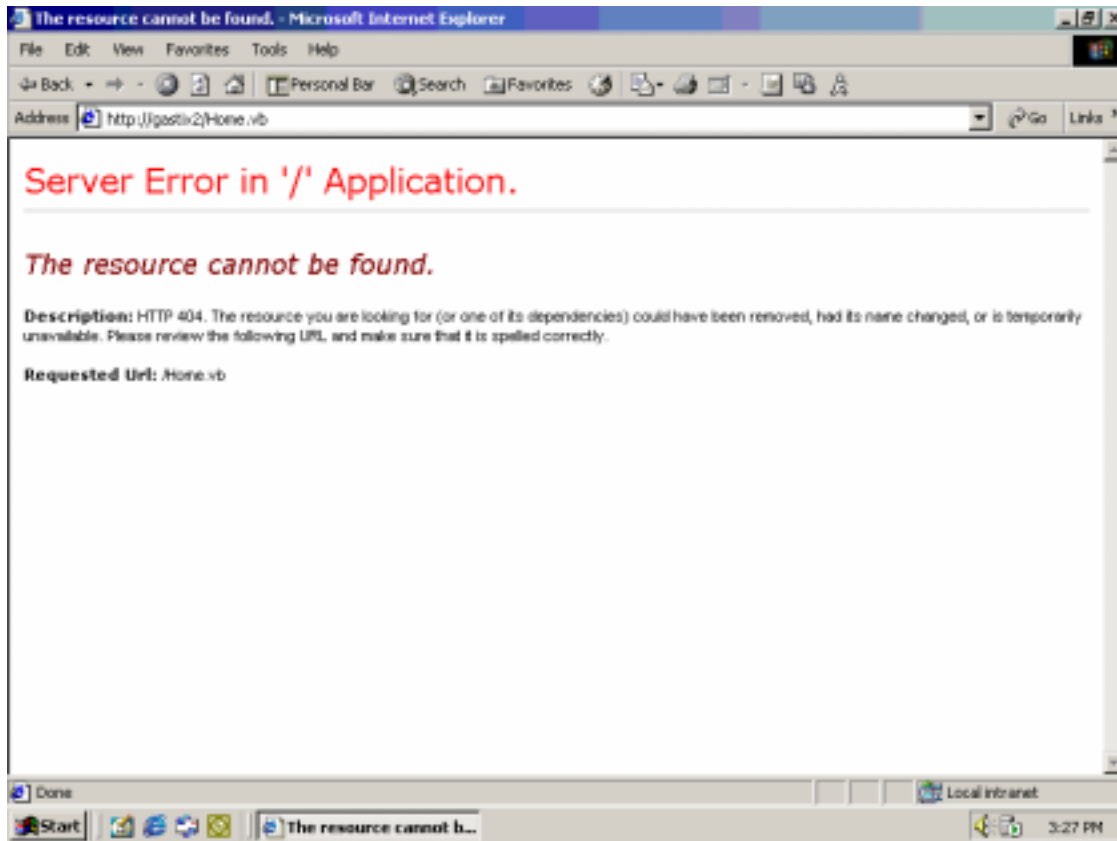 The resource cannot be found. - Microsoft Internet Explorer
File Edit View Favorites Tools Help
Back Personal Bar Search Favorites
Address http://gastix2/Home.vb Go Links
Server Error in '/' Application.
The resource cannot be found.
Description: HTTP 404. The resource you are looking for (or one of its dependencies) could have been removed, had its name changed, or is temporarily
unavailable. Please review the following URL and make sure that it is spelled correctly.
Requested Url: /Home.vb
Done Local intranet
Start The resource cannot b... 3:27 PM